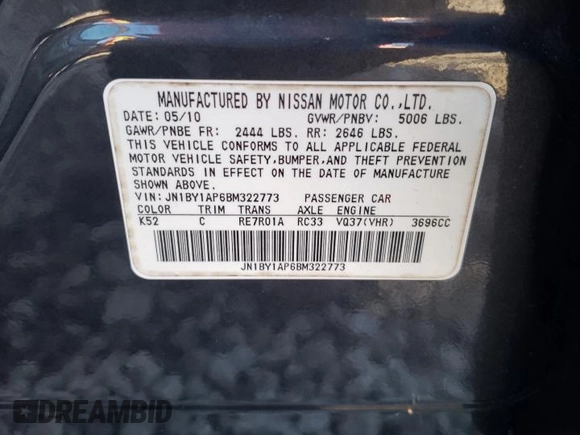 MANUFACTURED BY NISSAN MOTOR CO.,LTD.
DATE: 05/10 GVWR/PNBV: 5006 LBS.
GAWR/PNBE FR: 2444 LBS. RR: 2646 LBS.
THIS VEHICLE CONFORMS TO ALL APPLICABLE FEDERAL
MOTOR VEHICLE SAFETY,BUMPER,AND THEFT PREVENTION
STANDARDS IN EFFECT ON THE DATE OF MANUFACTURE
SHOWN ABOVE.
VIN: JN1BY1AP6BM322773 PASSENGER CAR
COLOR TRIM TRANS AXLE ENGINE
K52 C RE7R01A RC33 VQ37(VHR) 3696CC
JN1BY1AP6BM322773
DREAMBID